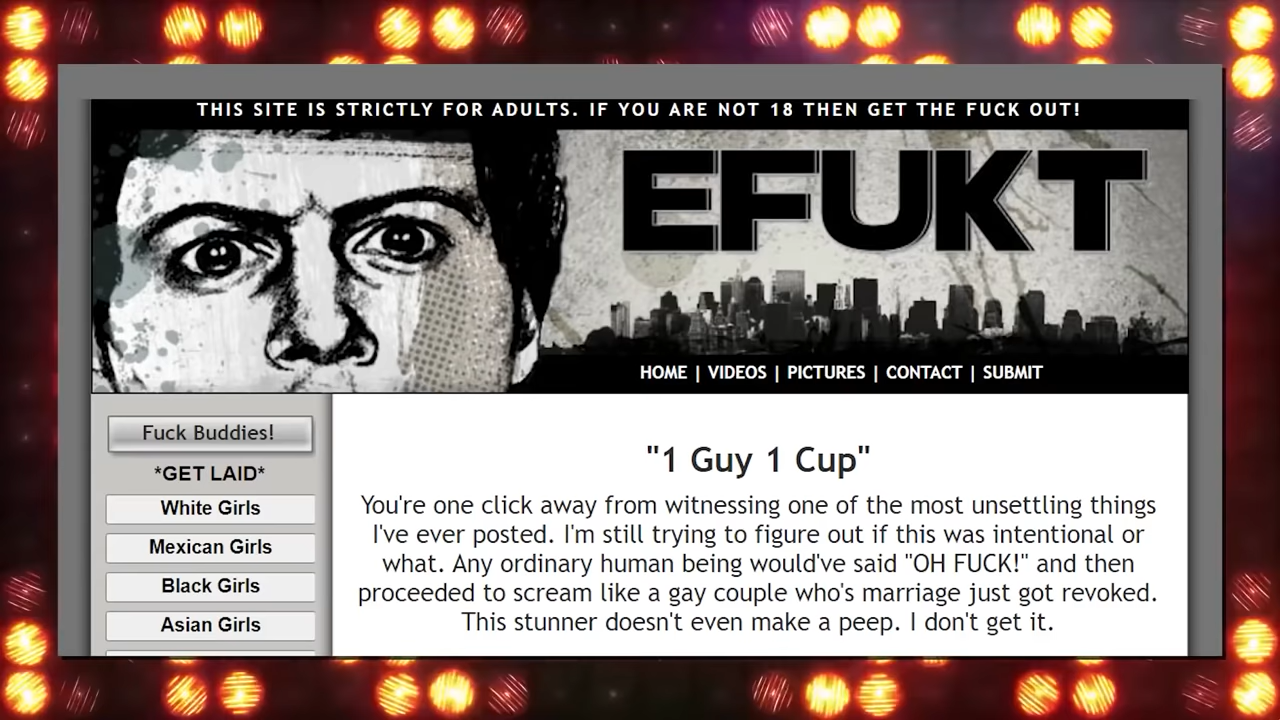 THIS SITE IS STRICTLY FOR ADULTS. IF YOU ARE NOT 18 THEN GET THE FUCK OUT!
EFUKT
HOME | VIDEOS | PICTURES | CONTACT | SUBMIT
Fuck Buddies!
*GET LAID*
White Girls
Mexican Girls
Black Girls
Asian Girls
"1 Guy 1 Cup"
You're one click away from witnessing one of the most unsettling things
I've ever posted. I'm still trying to figure out if this was intentional or
what. Any ordinary human being would've said "OH FUCK!" and then
proceeded to scream like a gay couple who's marriage just got revoked.
This stunner doesn't even make a peep. I don't get it.